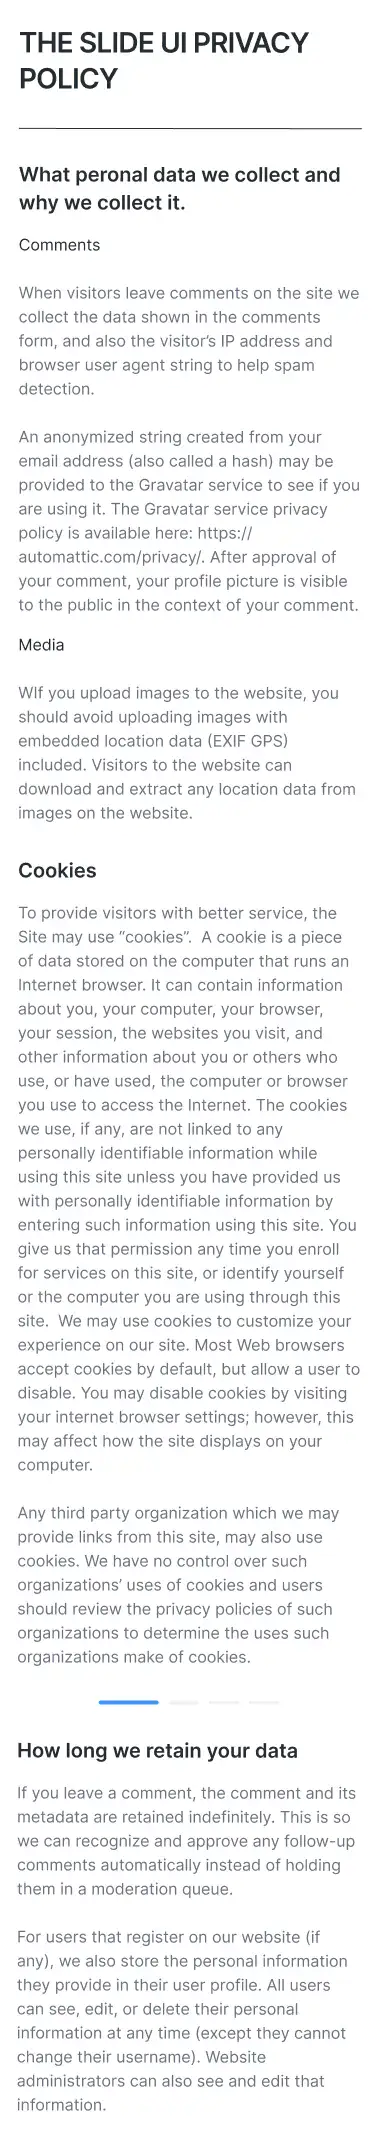 THE SLIDE UI PRIVACY
POLICY
What peronal data we collect and
why we collect it.
Comments
When visitors leave comments on the site we
collect the data shown in the comments
form, and also the visitor’s IP address and
browser user agent string to help spam
detection.
An anonymized string created from your
email address (also called a hash) may be
provided to the Gravatar service to see if you
are using it. The Gravatar service privacy
policy is available here: https://
automattic.com/privacy/. After approval of
your comment, your profile picture is visible
to the public in the context of your comment.
Media
WIf you upload images to the website, you
should avoid uploading images with
embedded location data (EXIF GPS)
included. Visitors to the website can
download and extract any location data from
images on the website.
Cookies
To provide visitors with better service, the
Site may use “cookies”.  A cookie is a piece
of data stored on the computer that runs an
Internet browser. It can contain information
about you, your computer, your browser,
your session, the websites you visit, and
other information about you or others who
use, or have used, the computer or browser
you use to access the Internet. The cookies
we use, if any, are not linked to any
personally identifiable information while
using this site unless you have provided us
with personally identifiable information by
entering such information using this site. You
give us that permission any time you enroll
for services on this site, or identify yourself
or the computer you are using through this
site.  We may use cookies to customize your
experience on our site. Most Web browsers
accept cookies by default, but allow a user to
disable. You may disable cookies by visiting
your internet browser settings; however, this
may affect how the site displays on your
computer.
Any third party organization which we may
provide links from this site, may also use
cookies. We have no control over such
organizations’ uses of cookies and users
should review the privacy policies of such
organizations to determine the uses such
organizations make of cookies.
How long we retain your data
If you leave a comment, the comment and its
metadata are retained indefinitely. This is so
we can recognize and approve any follow-up
comments automatically instead of holding
them in a moderation queue.
For users that register on our website (if
any), we also store the personal information
they provide in their user profile. All users
can see, edit, or delete their personal
information at any time (except they cannot
change their username). Website
administrators can also see and edit that
information.